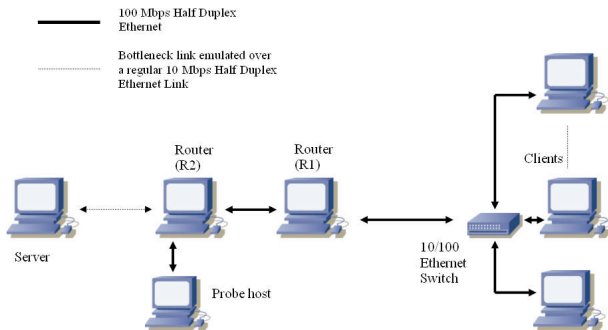 100 Mbps Half Duplex
Ethernet
Bottleneck link emulated over
a regular 10 Mbps Half Duplex
Ethernet Link
Router
(R2)
Router
(R1)
Clients
Server
10/100
Ethernet
Switch
Probe host